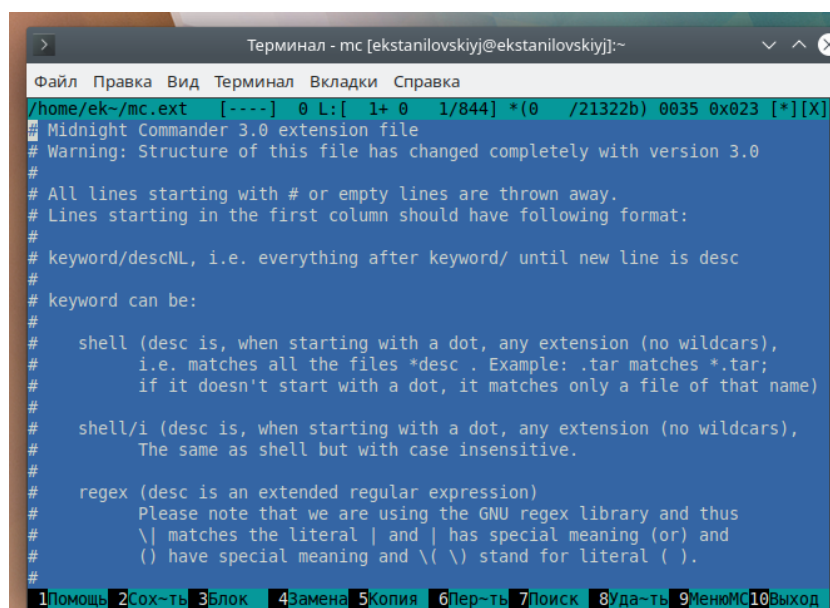 Терминал - mc [ekstanilovskiyj@ekstanilovskiyj]:~
Файл Правка Вид Терминал Вкладки Справка
/home/ek~/mc.ext [----] 0 L:[ 1+ 0 1/844] *(0 /21322b) 0035 0x023 [*][X]
# Midnight Commander 3.0 extension file
# Warning: Structure of this file has changed completely with version 3.0
#
# All lines starting with # or empty lines are thrown away.
# Lines starting in the first column should have following format:
#
# keyword/descNL, i.e. everything after keyword/ until new line is desc
#
# keyword can be:
#
# shell (desc is, when starting with a dot, any extension (no wildcars),
# i.e. matches all the files *desc . Example: .tar matches *.tar;
# if it doesn't start with a dot, it matches only a file of that name)
#
# shell/i (desc is, when starting with a dot, any extension (no wildcars),
# The same as shell but with case insensitive.
#
# regex (desc is an extended regular expression)
# Please note that we are using the GNU regex library and thus
# \| matches the literal | and | has special meaning (or) and
# () have special meaning and \( \) stand for literal ( ).
#
1Помощь 2Сох~ть 3Блок 4Замена 5Копия 6Пер~ть 7Поиск 8Уда~ть 9МенюМС10Выход